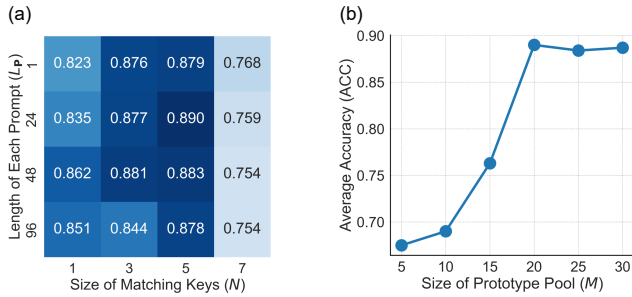 (a)
Length of Each Prompt (LP)
1 0.823 0.876 0.879 0.768
24 0.835 0.877 0.890 0.759
48 0.862 0.881 0.883 0.754
96 0.851 0.844 0.878 0.754
1 3 5 7
Size of Matching Keys (N)
(b)
Average Accuracy (ACC)
0.90
0.85
0.80
0.75
0.70
5 10 15 20 25 30
Size of Prototype Pool (M)